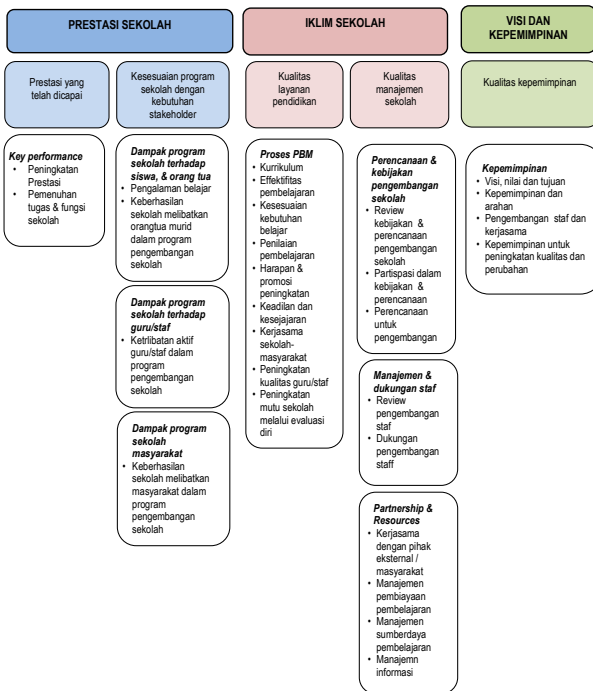 PRESTASI SEKOLAH
IKLIM SEKOLAH
VISI DAN
KEPEMIMPINAN
Prestasi yang
telah dicapai
Kesesuaian program
sekolah dengan
kebutuhan
stakeholder
Kualitas
layanan
pendidikan
Kualitas
manajemen
sekolah
Kualitas kepemimpinan
Key performance
• Peningkatan
Prestasi
• Pemenuhan
tugas & fungsi
sekolah
Dampak program
sekolah terhadap
siswa, & orang tua
• Pengalaman belajar
• Keberhasilan
sekolah melibatkan
orangtua murid
dalam program
pengembangan
sekolah
Dampak program
sekolah terhadap
guru/staf
• Ketrlibatan aktif
guru/staf dalam
program
pengembangan
sekolah
Dampak program
sekolah
masyarakat
• Keberhasilan
sekolah melibatkan
masyarakat dalam
program
pengembangan
sekolah
Proses PBM
• Kurrikulum
• Effektifitas
pembelajaran
• Kesesuaian
kebutuhan
belajar
• Penilaian
pembelajaran
• Harapan &
promosi
peningkatan
• Keadilan dan
kesejajaran
• Kerjasama
sekolah-
masyarakat
• Peningkatan
kualitas guru/staf
• Peningkatan
mutu sekolah
melalui evaluasi
diri
Perencanaan &
kebijakan
pengembangan
sekolah
• Review
kebijakan &
perencanaan
pengembangan
sekolah
• Partispasi dalam
kebijakan &
perencanaan
• Perencanaan
untuk
pengembangan
Manajemen &
dukungan staf
• Review
pengembangan
staf
• Dukungan
pengembangan
staff
Partnership &
Resources
• Kerjasama
dengan pihak
eksternal /
masyarakat
• Manajemen
pembiayaan
pembelajaran
• Manajemen
sumberdaya
pembelajaran
• Manajemn
informasi
Kepemimpinan
• Visi, nilai dan tujuan
• Kepemimpinan dan
arahan
• Pengembangan staf dan
kerjasama
• Kepemimpinan untuk
peningkatan kualitas dan
perubahan